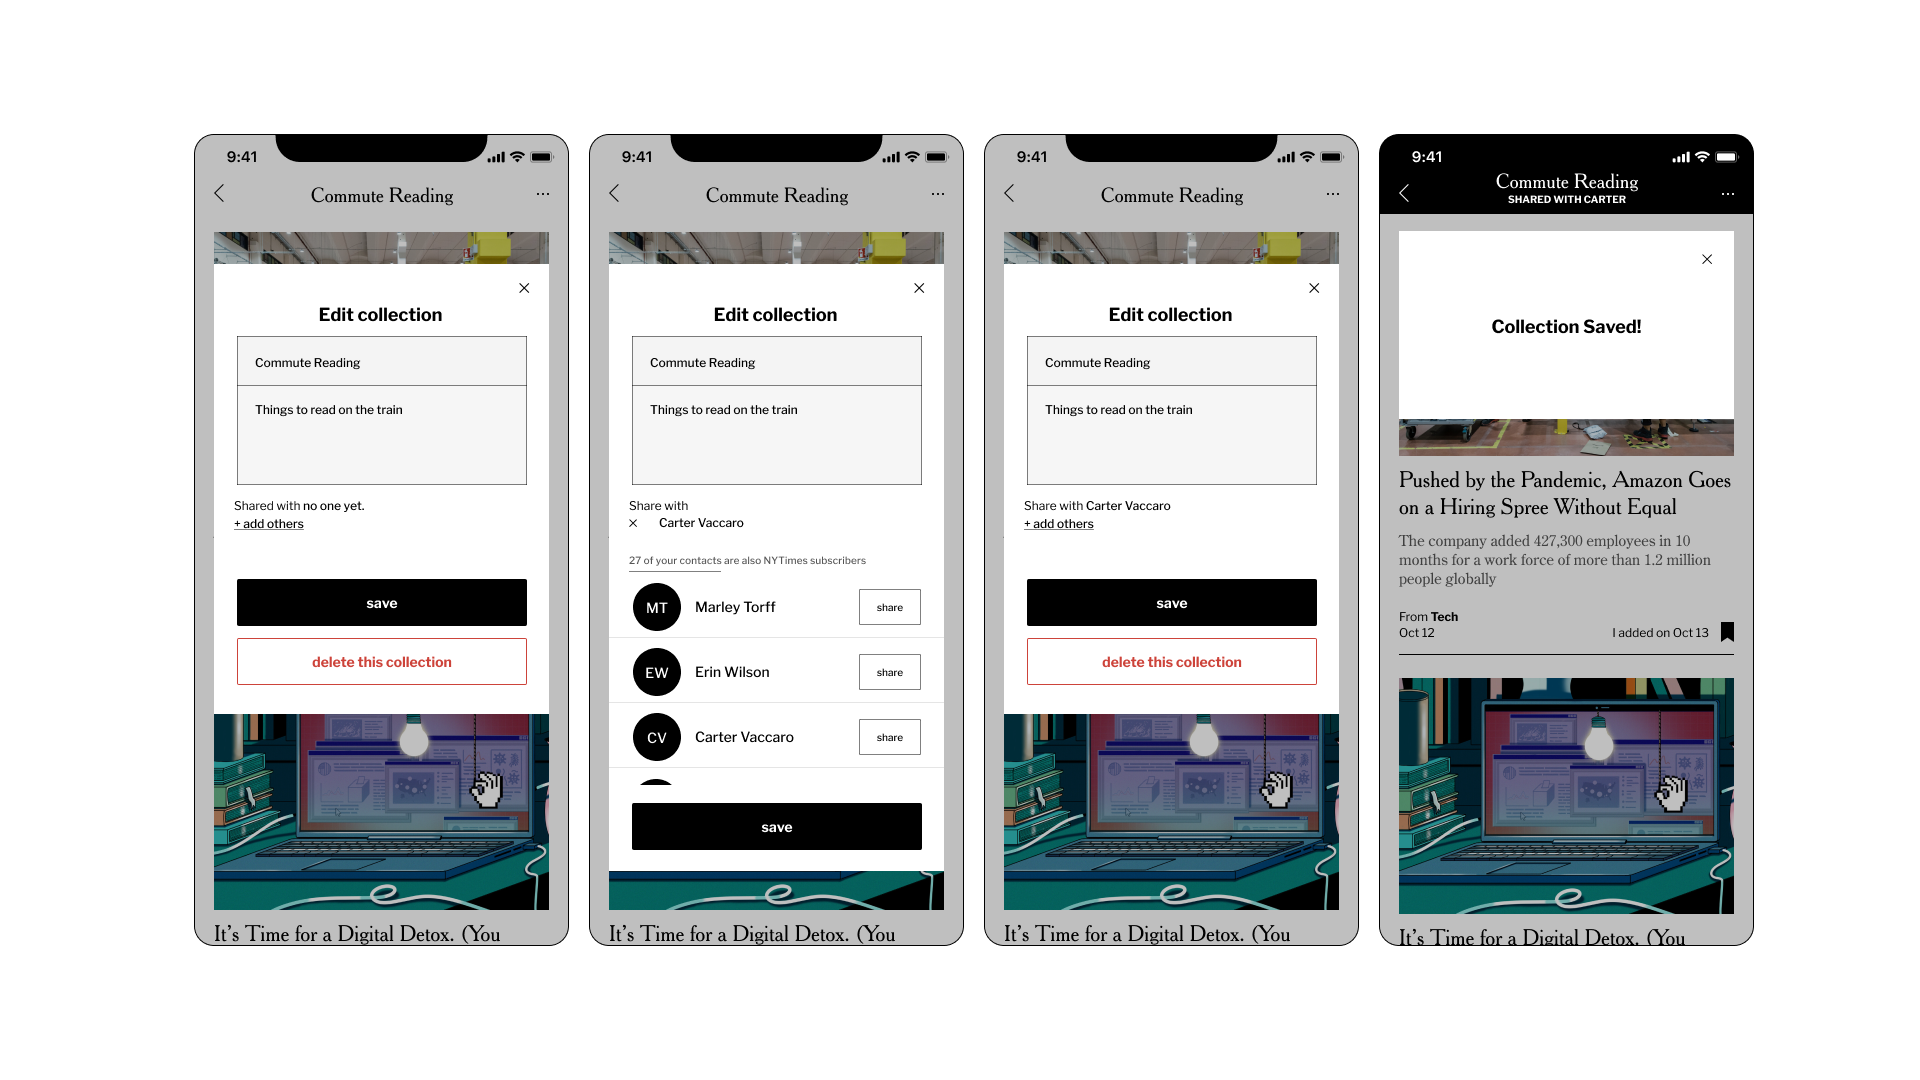 9:41
Commute Reading
...
Edit collection
Commute Reading
Things to read on the train
Shared with no one yet.
+ add others
save
delete this collection
It's Time for a Digital Detox. (You
9:41
Commute Reading
...
Edit collection
Commute Reading
Things to read on the train
Share with
× Carter Vaccaro
27 of your contacts are also NYTimes subscribers
MT Marley Torff share
EW Erin Wilson share
CV Carter Vaccaro share
save
It's Time for a Digital Detox. (You
9:41
Commute Reading
...
Edit collection
Commute Reading
Things to read on the train
Share with Carter Vaccaro
+ add others
save
delete this collection
It's Time for a Digital Detox. (You
9:41
Commute Reading
SHARED WITH CARTER
...
Collection Saved!
Pushed by the Pandemic, Amazon Goes
on a Hiring Spree Without Equal
The company added 427,300 employees in 10
months for a work force of more than 1.2 million
people globally
From Tech
Oct 12 I added on Oct 13
It's Time for a Digital Detox. (You